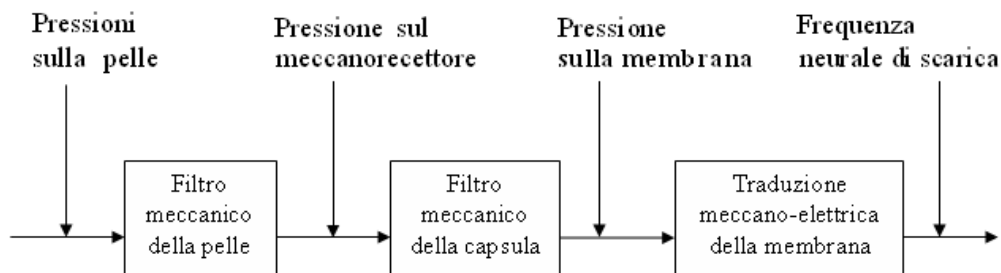 Pressioni
sulla pelle
Pressione sul
meccanorecettore
Pressione
sulla membrana
Frequenza
neurale di scarica
Filtro
meccanico
della pelle
Filtro
meccanico
della capsula
Traduzione
meccano-elettrica
della membrana